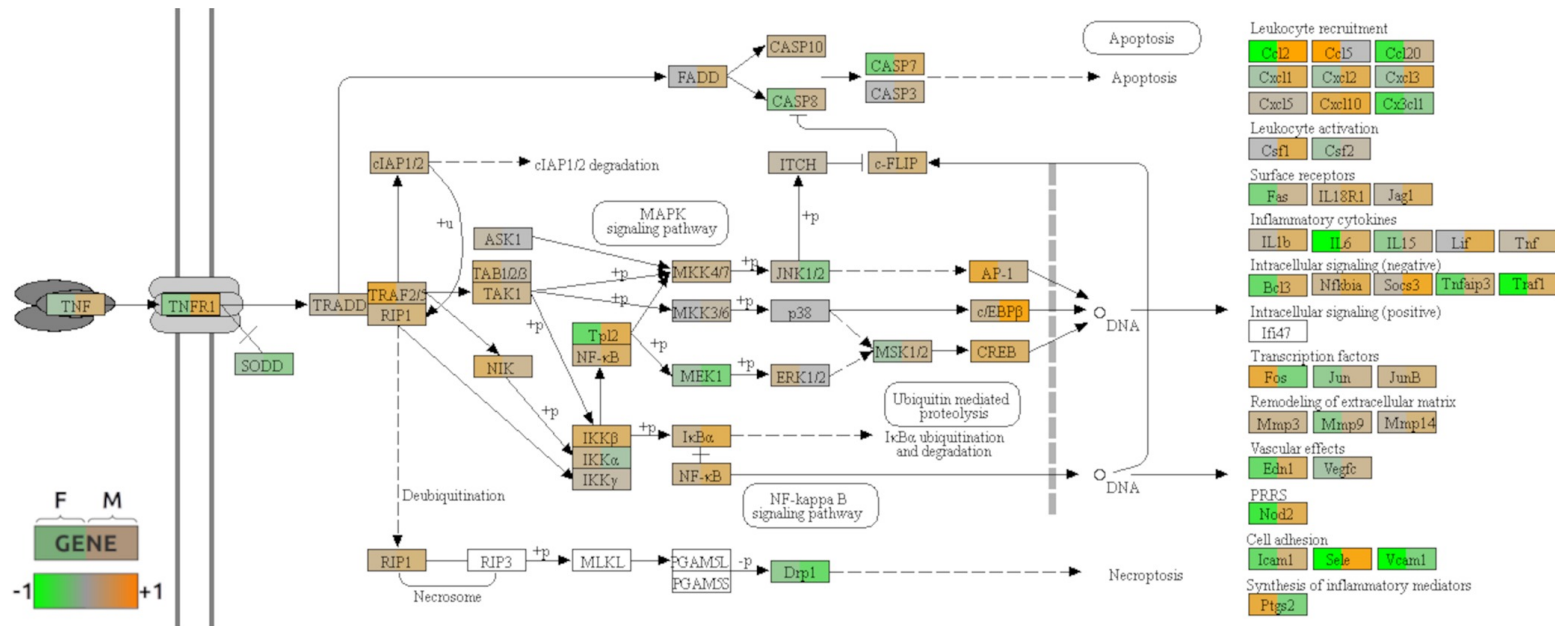 Apoptosis
Leukocyte recruitment
CASP10
Ccl2 Ccl5 Ccl20
FADD
CASP7
Apoptosis
Cxcl1 Cxcl2 Cxcl3
CASP8
CASP3
Cxcl5 Cxcl10 Cx3cl1
Leukocyte activation
Csf1 Csf2
cIAP1/2
cIAP1/2 degradation
ITCH
c-FLIP
Surface receptors
Fas IL18R1 Jag1
+u
MAPK
signaling pathway
+p
Inflammatory cytokines
IL1b IL6 IL15 Lif Tnf
ASK1
TAB1/2/3
TAK1
+p
MKK4/7
+p
JNK1/2
AP-1
Intracellular signaling (negative)
Bcl3 Nfkbia Socs3 Tnfaip3 Traf1
TNF
TNFR1
TRADD
TRAF2/5
RIP1
+p
MKK3/6
+p
p38
c/EBPβ
DNA
Intracellular signaling (positive)
Ifi47
SODD
NIK
+p
Tpl2
NF-κB
+p
MEK1
+p
ERK1/2
MSK1/2
CREB
Transcription factors
Fos Jun JunB
Remodeling of extracellular matrix
Mmp3 Mmp9 Mmp14
Ubiquitin mediated
proteolysis
+p
IKKβ
IKKα
IKKγ
+p
IκBα
IκBα ubiquitination
and degradation
NF-κB
DNA
Vascular effects
Edn1 Vegfc
Deubiquitination
NF-kappa B
signaling pathway
PRRS
Nod2
F M
GENE
-1 +1
RIP1
RIP3
+p
MLKL
PGAM5L
PGAM5S
-p
Drp1
Necroptosis
Necrosome
Cell adhesion
Icam1 Sele Vcam1
Synthesis of inflammatory mediators
Ptgs2